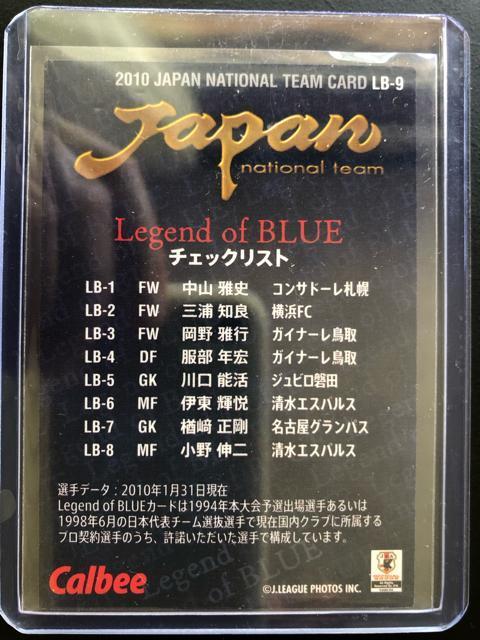 2010 JAPAN NATIONAL TEAM CARD LB-9
Japan
national team
Legend of BLUE
チェックリスト
LB-1 FW 中山 雅史 コンサドーレ札幌
LB-2 FW 三浦 知良 横浜FC
LB-3 FW 岡野 雅行 ガイナーレ鳥取
LB-4 DF 服部 年宏 ガイナーレ鳥取
LB-5 GK 川口 能活 ジュビロ磐田
LB-6 MF 伊東 輝悦 清水エスパルス
LB-7 GK 楢﨑 正剛 名古屋グランパス
LB-8 MF 小野 伸二 清水エスパルス
選手データ：2010年1月31日現在
Legend of BLUEカードは1994年本大会予選出場選手あるいは
1998年6月の日本代表チーム選抜選手で現在国内クラブに所属する
プロ契約選手のうち、許諾いただいた選手で構成しています。
Calbee
©J.LEAGUE PHOTOS INC.